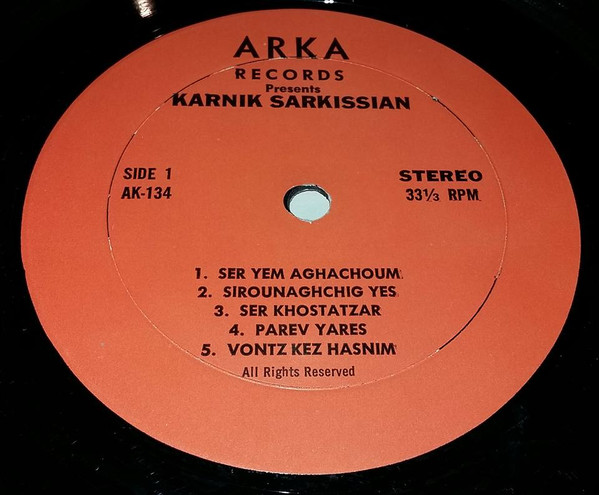 ARKA
RECORDS
Presents
KARNIK SARKISSIAN
SIDE 1
AK-134
STEREO
33⅓ RPM
1. SER YEM AGHACHOUM
2. SIROUNAGHCHIG YES
3. SER KHOSTATZAR
4. PAREV YARES
5. VONTZ KEZ HASNIM
All Rights Reserved